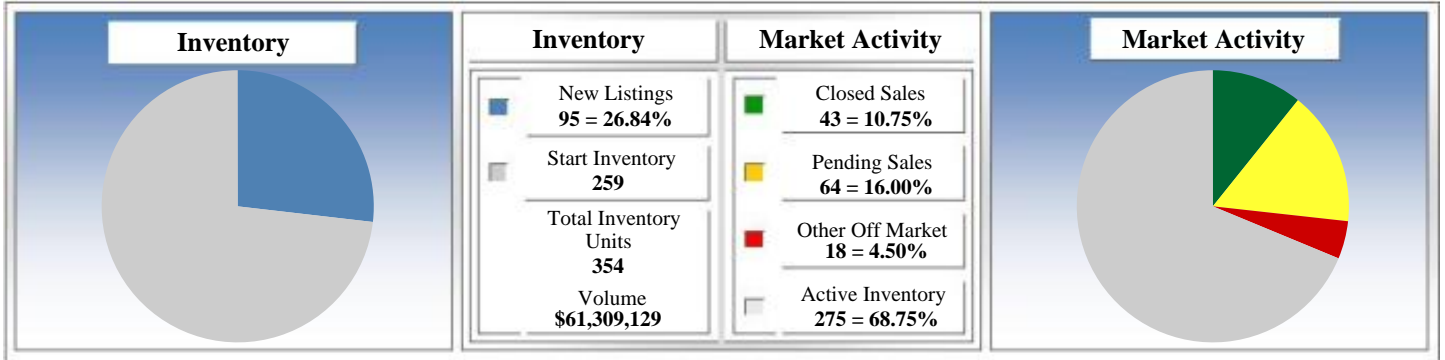 Inventory
Inventory
Market Activity
Market Activity
New Listings
95 = 26.84%
Start Inventory
259
Total Inventory
Units
354
Volume
$61,309,129
Closed Sales
43 = 10.75%
Pending Sales
64 = 16.00%
Other Off Market
18 = 4.50%
Active Inventory
275 = 68.75%